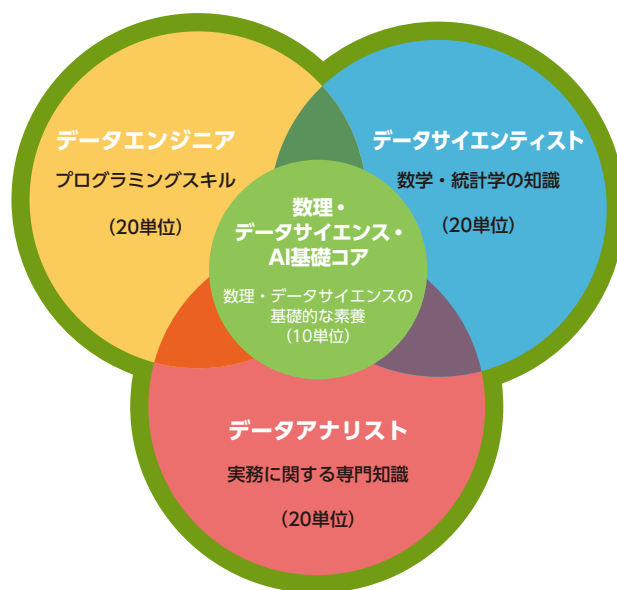 データエンジニア
プログラミングスキル
（20単位）
データサイエンティスト
数学・統計学の知識
（20単位）
数理・
データサイエンス・
AI基礎コア
数理・データサイエンスの
基礎的な素養
（10単位）
データアナリスト
実務に関する専門知識
（20単位）